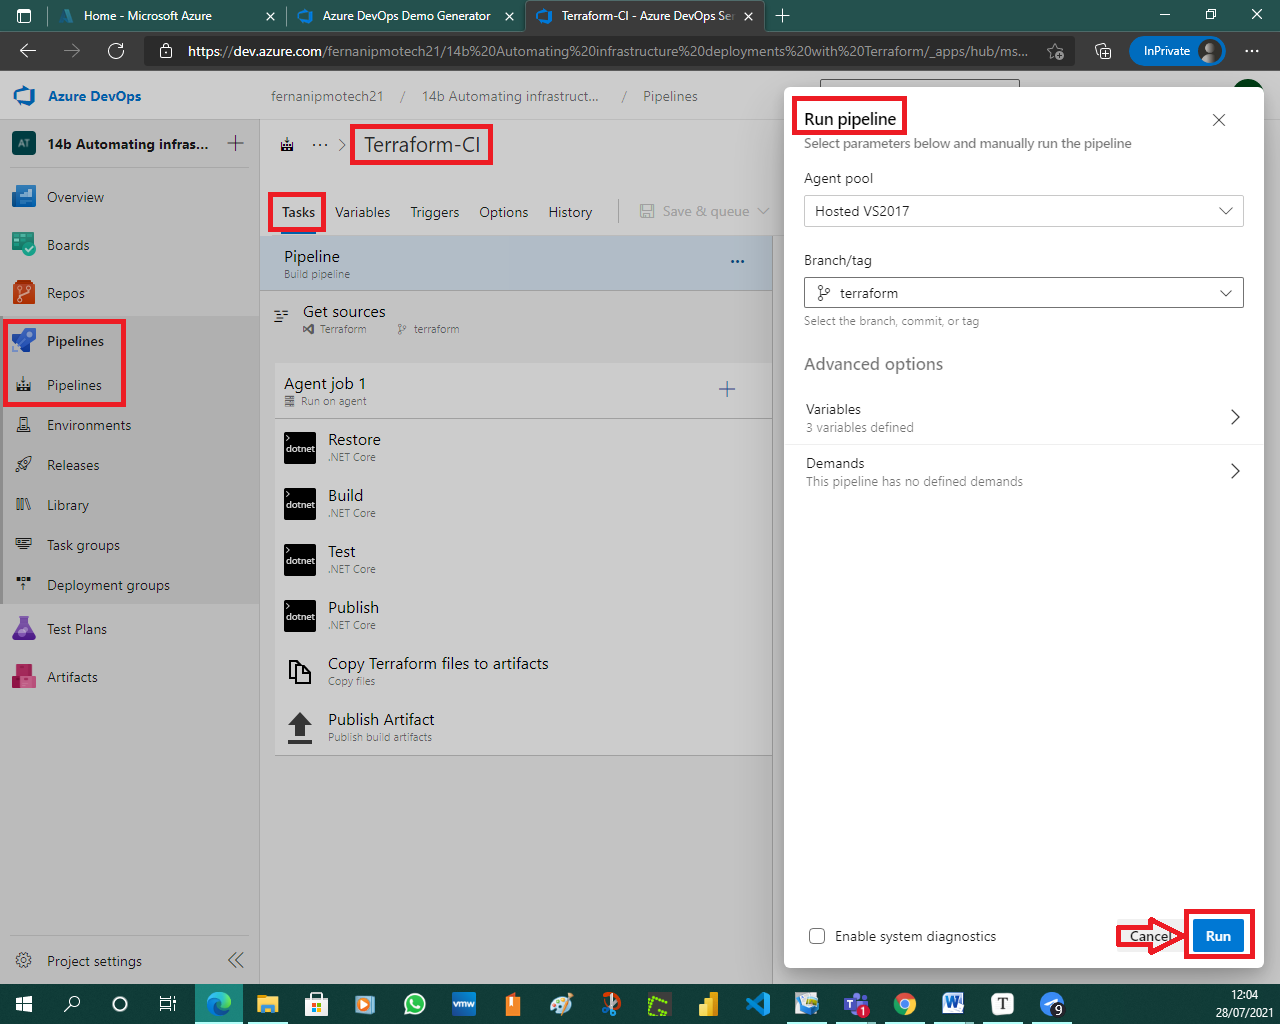 Home - Microsoft Azure
Azure DevOps Demo Generator
Terraform-CI - Azure DevOps Ser
https://dev.azure.com/fernanipmotech21/14b%20Automating%20infrastructure%20deployments%20with%20Terraform/_apps/hub/ms...
InPrivate
Azure DevOps
fernanipmotech21 / 14b Automating infrastruct... / Pipelines
AT
14b Automating infras...
Overview
Boards
Repos
Pipelines
Pipelines
Environments
Releases
Library
Task groups
Deployment groups
Test Plans
Artifacts
Project settings
Terraform-CI
Tasks
Variables
Triggers
Options
History
Save & queue
Pipeline
Build pipeline
Get sources
Terraform
terraform
Agent job 1
Run on agent
dotnet
Restore
.NET Core
dotnet
Build
.NET Core
dotnet
Test
.NET Core
dotnet
Publish
.NET Core
Copy Terraform files to artifacts
Copy files
Publish Artifact
Publish build artifacts
Run pipeline
Select parameters below and manually run the pipeline
Agent pool
Hosted VS2017
Branch/tag
terraform
Select the branch, commit, or tag
Advanced options
Variables
3 variables defined
Demands
This pipeline has no defined demands
Enable system diagnostics
Cancel
Run
vmw
1
W
T
9
12:04
28/07/2021